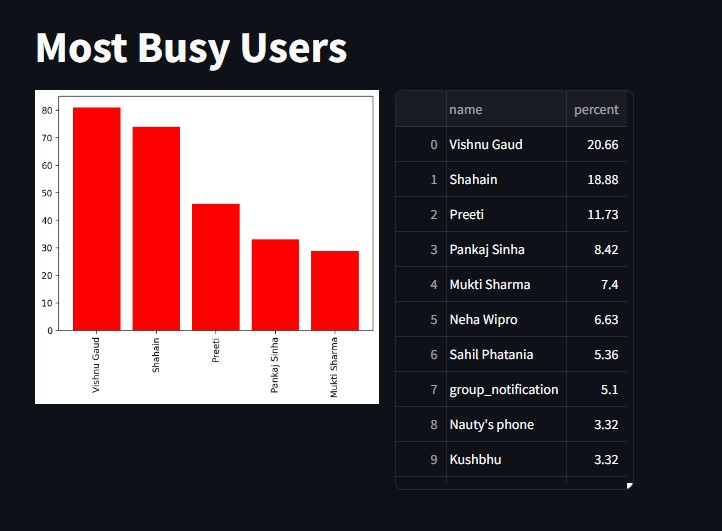 Most Busy Users
80
70
60
50
40
30
20
10
0
Vishnu Gaud
Shahain
Preeti
Pankaj Sinha
Mukti Sharma
name percent
0 Vishnu Gaud 20.66
1 Shahain 18.88
2 Preeti 11.73
3 Pankaj Sinha 8.42
4 Mukti Sharma 7.4
5 Neha Wipro 6.63
6 Sahil Phatania 5.36
7 group_notification 5.1
8 Nauty's phone 3.32
9 Kushbhu 3.32